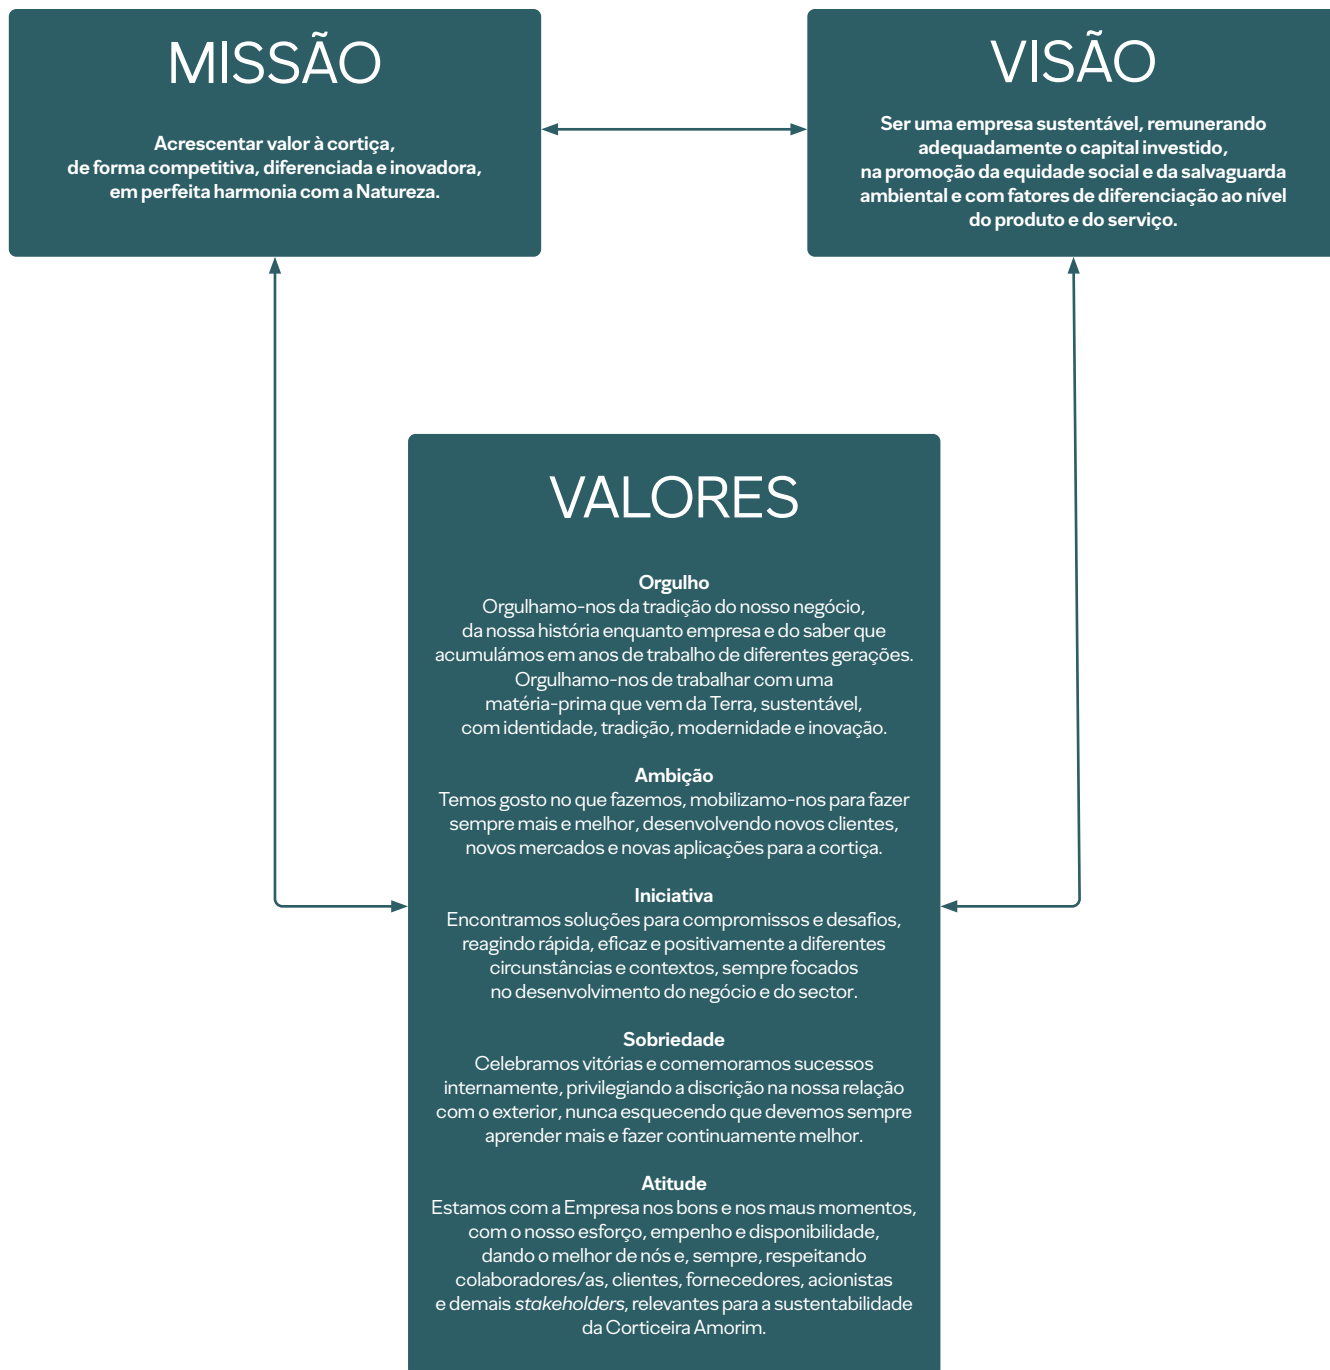 MISSÃO
Acrescentar valor à cortiça,
de forma competitiva, diferenciada e inovadora,
em perfeita harmonia com a Natureza.
VISÃO
Ser uma empresa sustentável, remunerando
adequadamente o capital investido,
na promoção da equidade social e da salvaguarda
ambiental e com fatores de diferenciação ao nível
do produto e do serviço.
VALORES
Orgulho
Orgulhamo-nos da tradição do nosso negócio,
da nossa história enquanto empresa e do saber que
acumulámos em anos de trabalho de diferentes gerações.
Orgulhamo-nos de trabalhar com uma
matéria-prima que vem da Terra, sustentável,
com identidade, tradição, modernidade e inovação.
Ambição
Temos gosto no que fazemos, mobilizamo-nos para fazer
sempre mais e melhor, desenvolvendo novos clientes,
novos mercados e novas aplicações para a cortiça.
Iniciativa
Encontramos soluções para compromissos e desafios,
reagindo rápida, eficaz e positivamente a diferentes
circunstâncias e contextos, sempre focados
no desenvolvimento do negócio e do sector.
Sobriedade
Celebramos vitórias e comemoramos sucessos
internamente, privilegiando a discrição na nossa relação
com o exterior, nunca esquecendo que devemos sempre
aprender mais e fazer continuamente melhor.
Atitude
Estamos com a Empresa nos bons e nos maus momentos,
com o nosso esforço, empenho e disponibilidade,
dando o melhor de nós e, sempre, respeitando
colaboradores/as, clientes, fornecedores, acionistas
e demais stakeholders, relevantes para a sustentabilidade
da Corticeira Amorim.